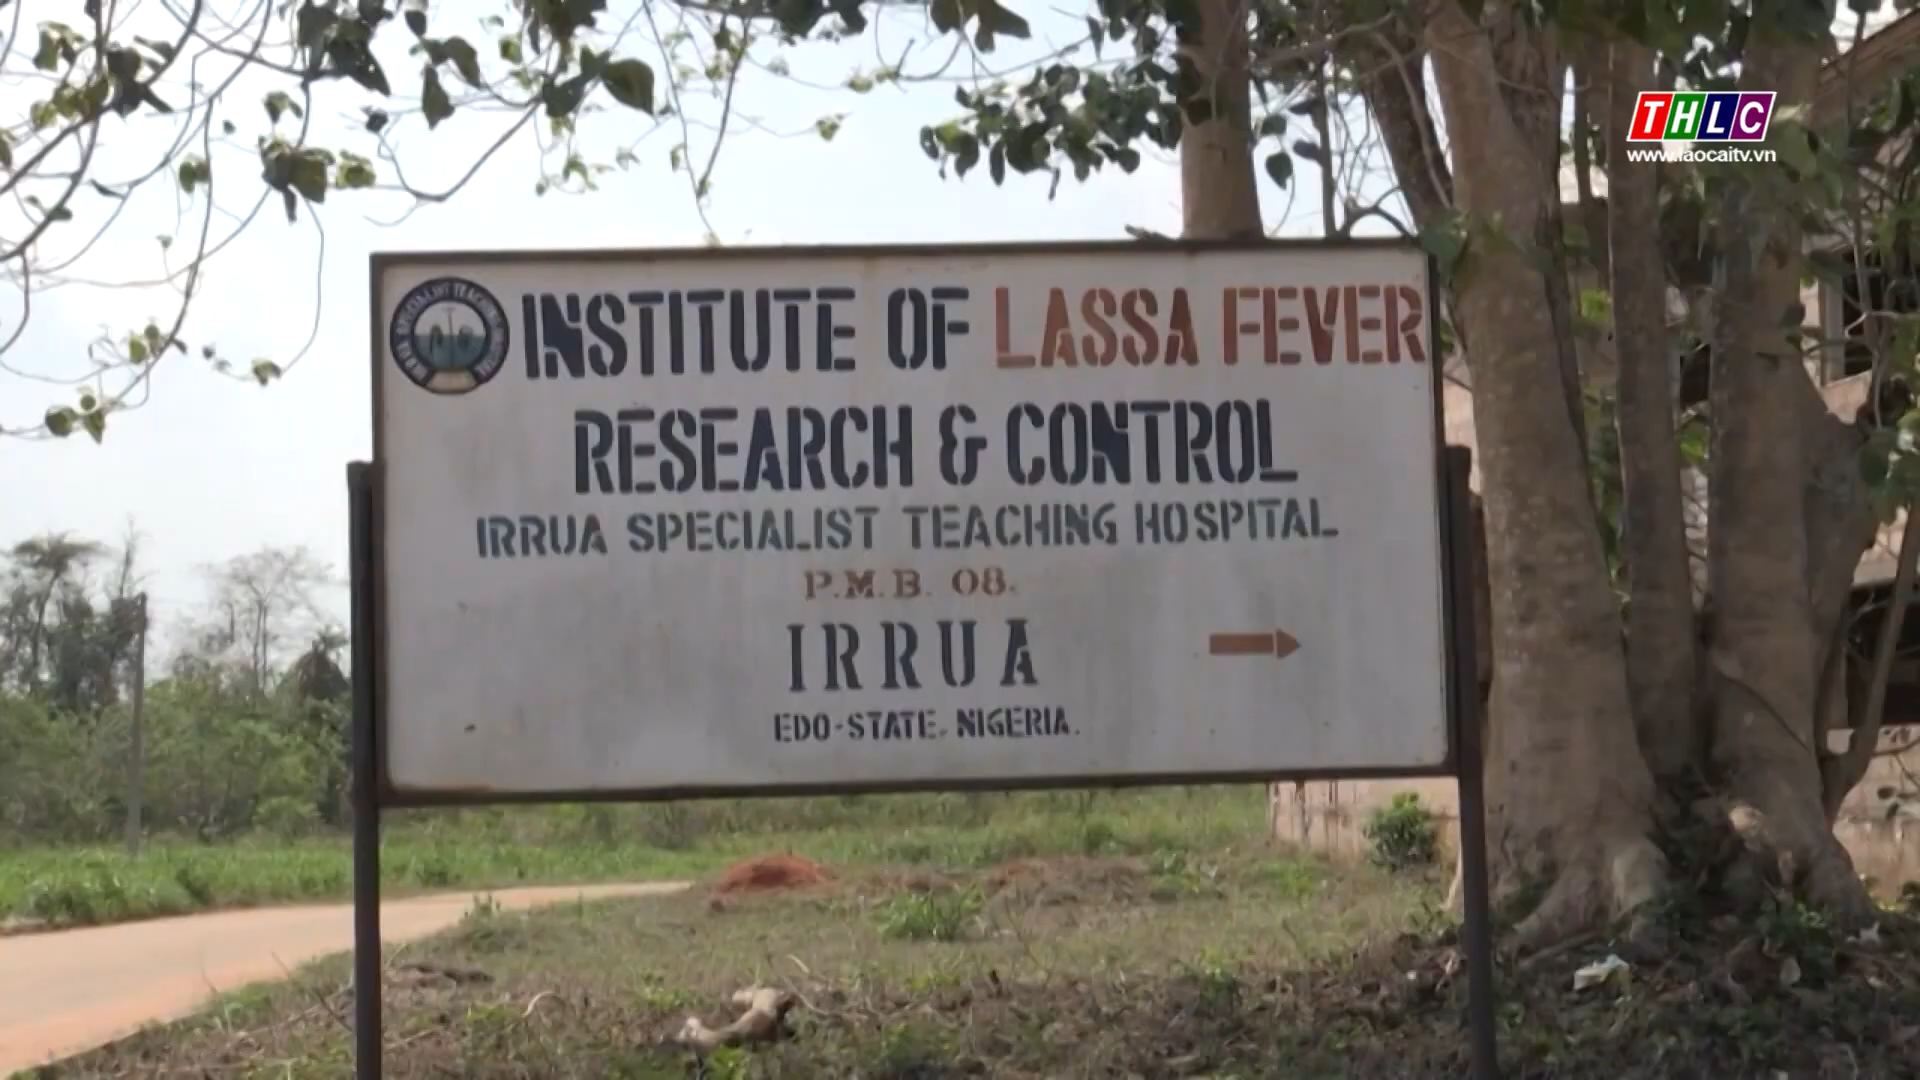 THLC
www.laocaitv.vn
INSTITUTE OF LASSA FEVER
RESEARCH & CONTROL
IRRUA SPECIALIST TEACHING HOSPITAL
P.M.B. 08.
IRRUA
EDO-STATE. NIGERIA.